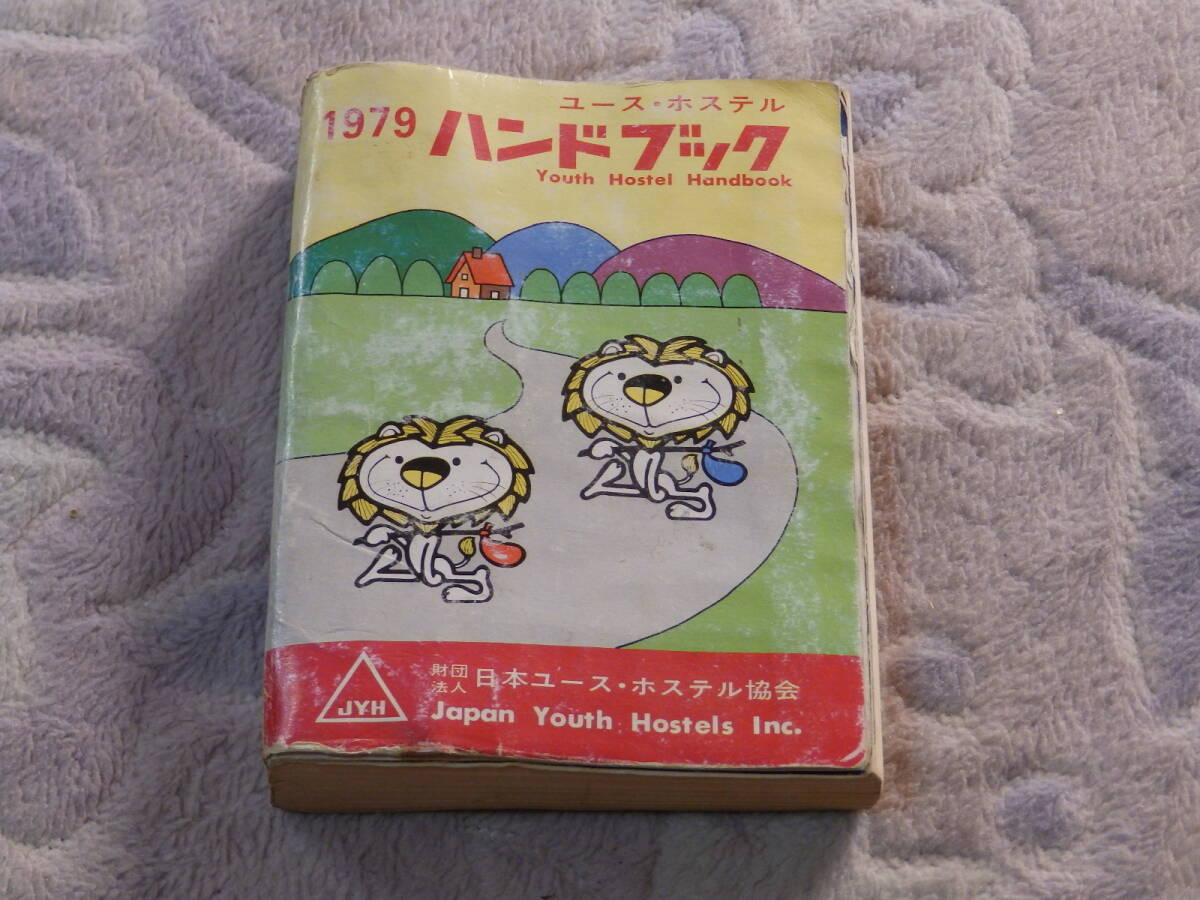 ユース・ホステル
1979 ハンドブック
Youth Hostel Handbook
財団法人 日本ユース・ホステル協会
JYH Japan Youth Hostels Inc.